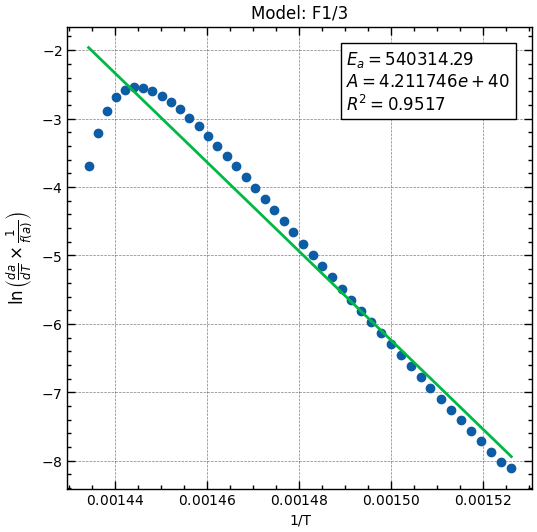 Model: F1/3
E_a = 540314.29
A = 4.211746e + 40
R^2 = 0.9517
−2
−3
−4
−5
−6
−7
−8
ln(da/dT × 1/f(a))
0.00144 0.00146 0.00148 0.00150 0.00152
1/T